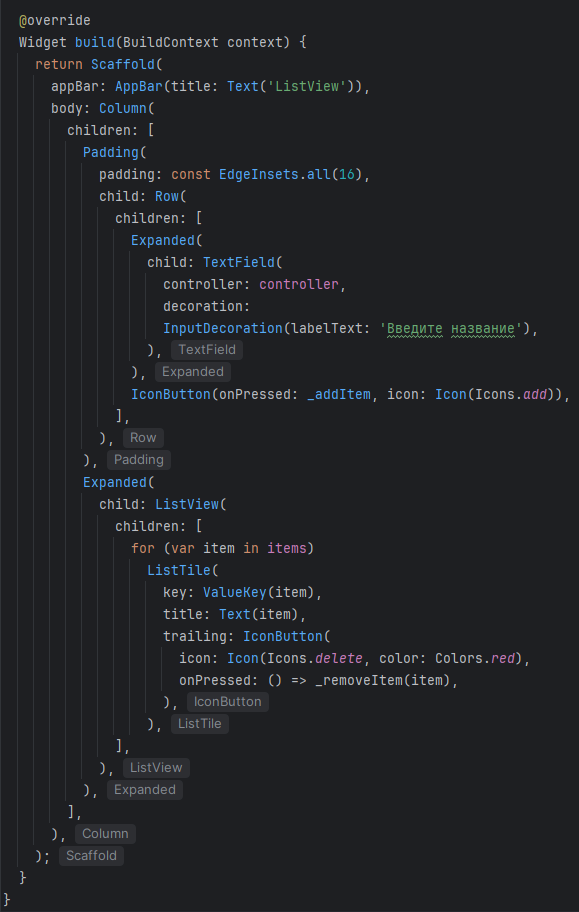 @override
Widget build(BuildContext context) {
return Scaffold(
appBar: AppBar(title: Text('ListView')),
body: Column(
children: [
Padding(
padding: const EdgeInsets.all(16),
child: Row(
children: [
Expanded(
child: TextField(
controller: controller,
decoration:
InputDecoration(labelText: 'Введите название'),
), TextField
), Expanded
IconButton(onPressed: _addItem, icon: Icon(Icons.add)),
],
), Row
), Padding
Expanded(
child: ListView(
children: [
for (var item in items)
ListTile(
key: ValueKey(item),
title: Text(item),
trailing: IconButton(
icon: Icon(Icons.delete, color: Colors.red),
onPressed: () => _removeItem(item),
), IconButton
), ListTile
],
), ListView
), Expanded
],
), Column
); Scaffold
}
}